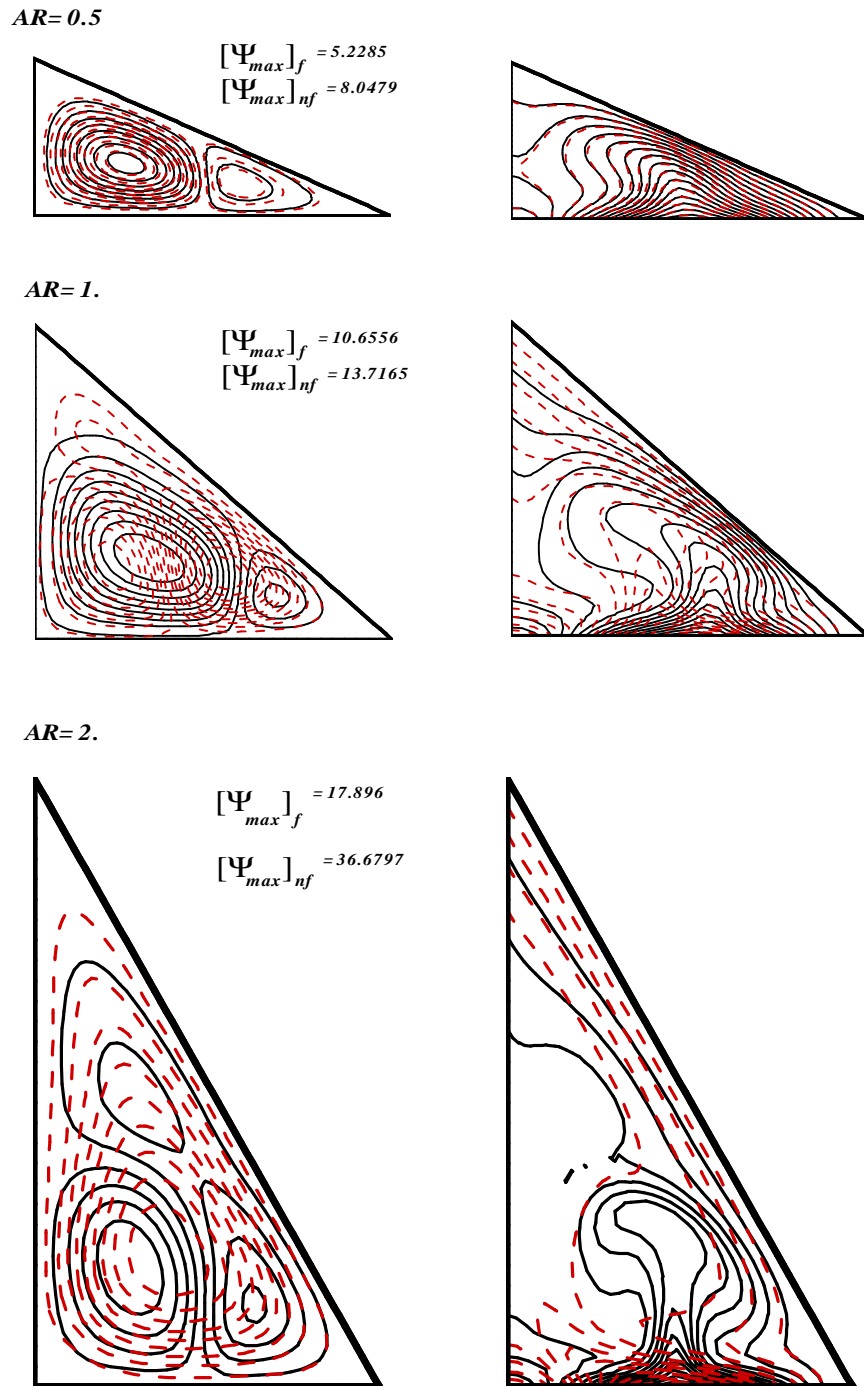 AR= 0.5
[Ψmax]f = 5.2285
[Ψmax]nf = 8.0479
AR= 1.
[Ψmax]f = 10.6556
[Ψmax]nf = 13.7165
AR= 2.
[Ψmax]f = 17.896
[Ψmax]nf = 36.6797